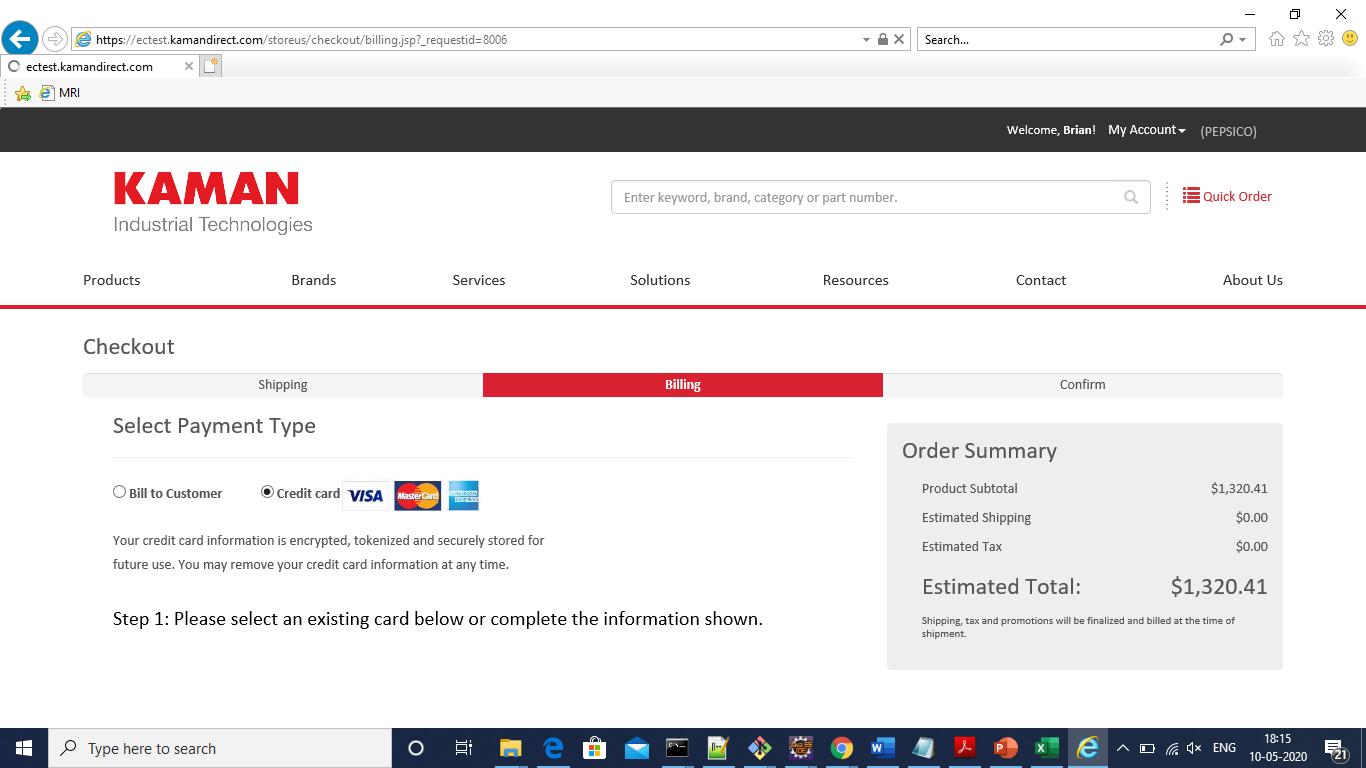 https://ectest.kamandirect.com/storeus/checkout/billing.jsp?_requestid=8006
Search...
ectest.kamandirect.com
MRI
Welcome, Brian! My Account (PEPSICO)
KAMAN
Industrial Technologies
Enter keyword, brand, category or part number.
Quick Order
Products Brands Services Solutions Resources Contact About Us
Checkout
Shipping Billing Confirm
Select Payment Type
Bill to Customer Credit card VISA MasterCard
Your credit card information is encrypted, tokenized and securely stored for
future use. You may remove your credit card information at any time.
Step 1: Please select an existing card below or complete the information shown.
Order Summary
Product Subtotal $1,320.41
Estimated Shipping $0.00
Estimated Tax $0.00
Estimated Total: $1,320.41
Shipping, tax and promotions will be finalized and billed at the time of
shipment.
Type here to search
ENG
18:15
10-05-2020
21